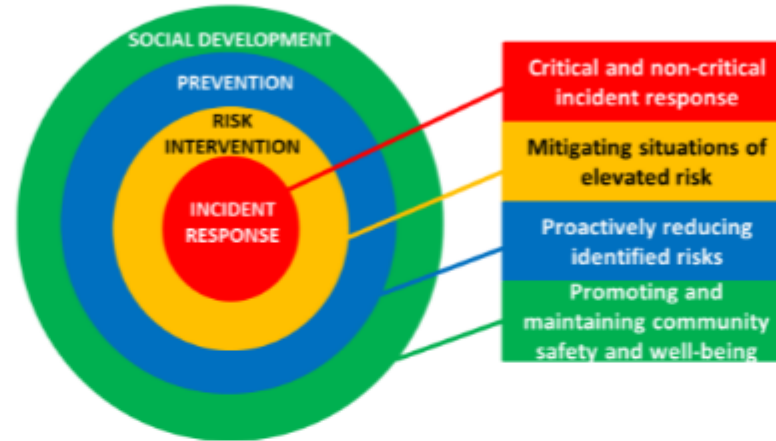 SOCIAL DEVELOPMENT
PREVENTION
RISK
INTERVENTION
INCIDENT
RESPONSE
Critical and non-critical
incident response
Mitigating situations of
elevated risk
Proactively reducing
identified risks
Promoting and
maintaining community
safety and well-being